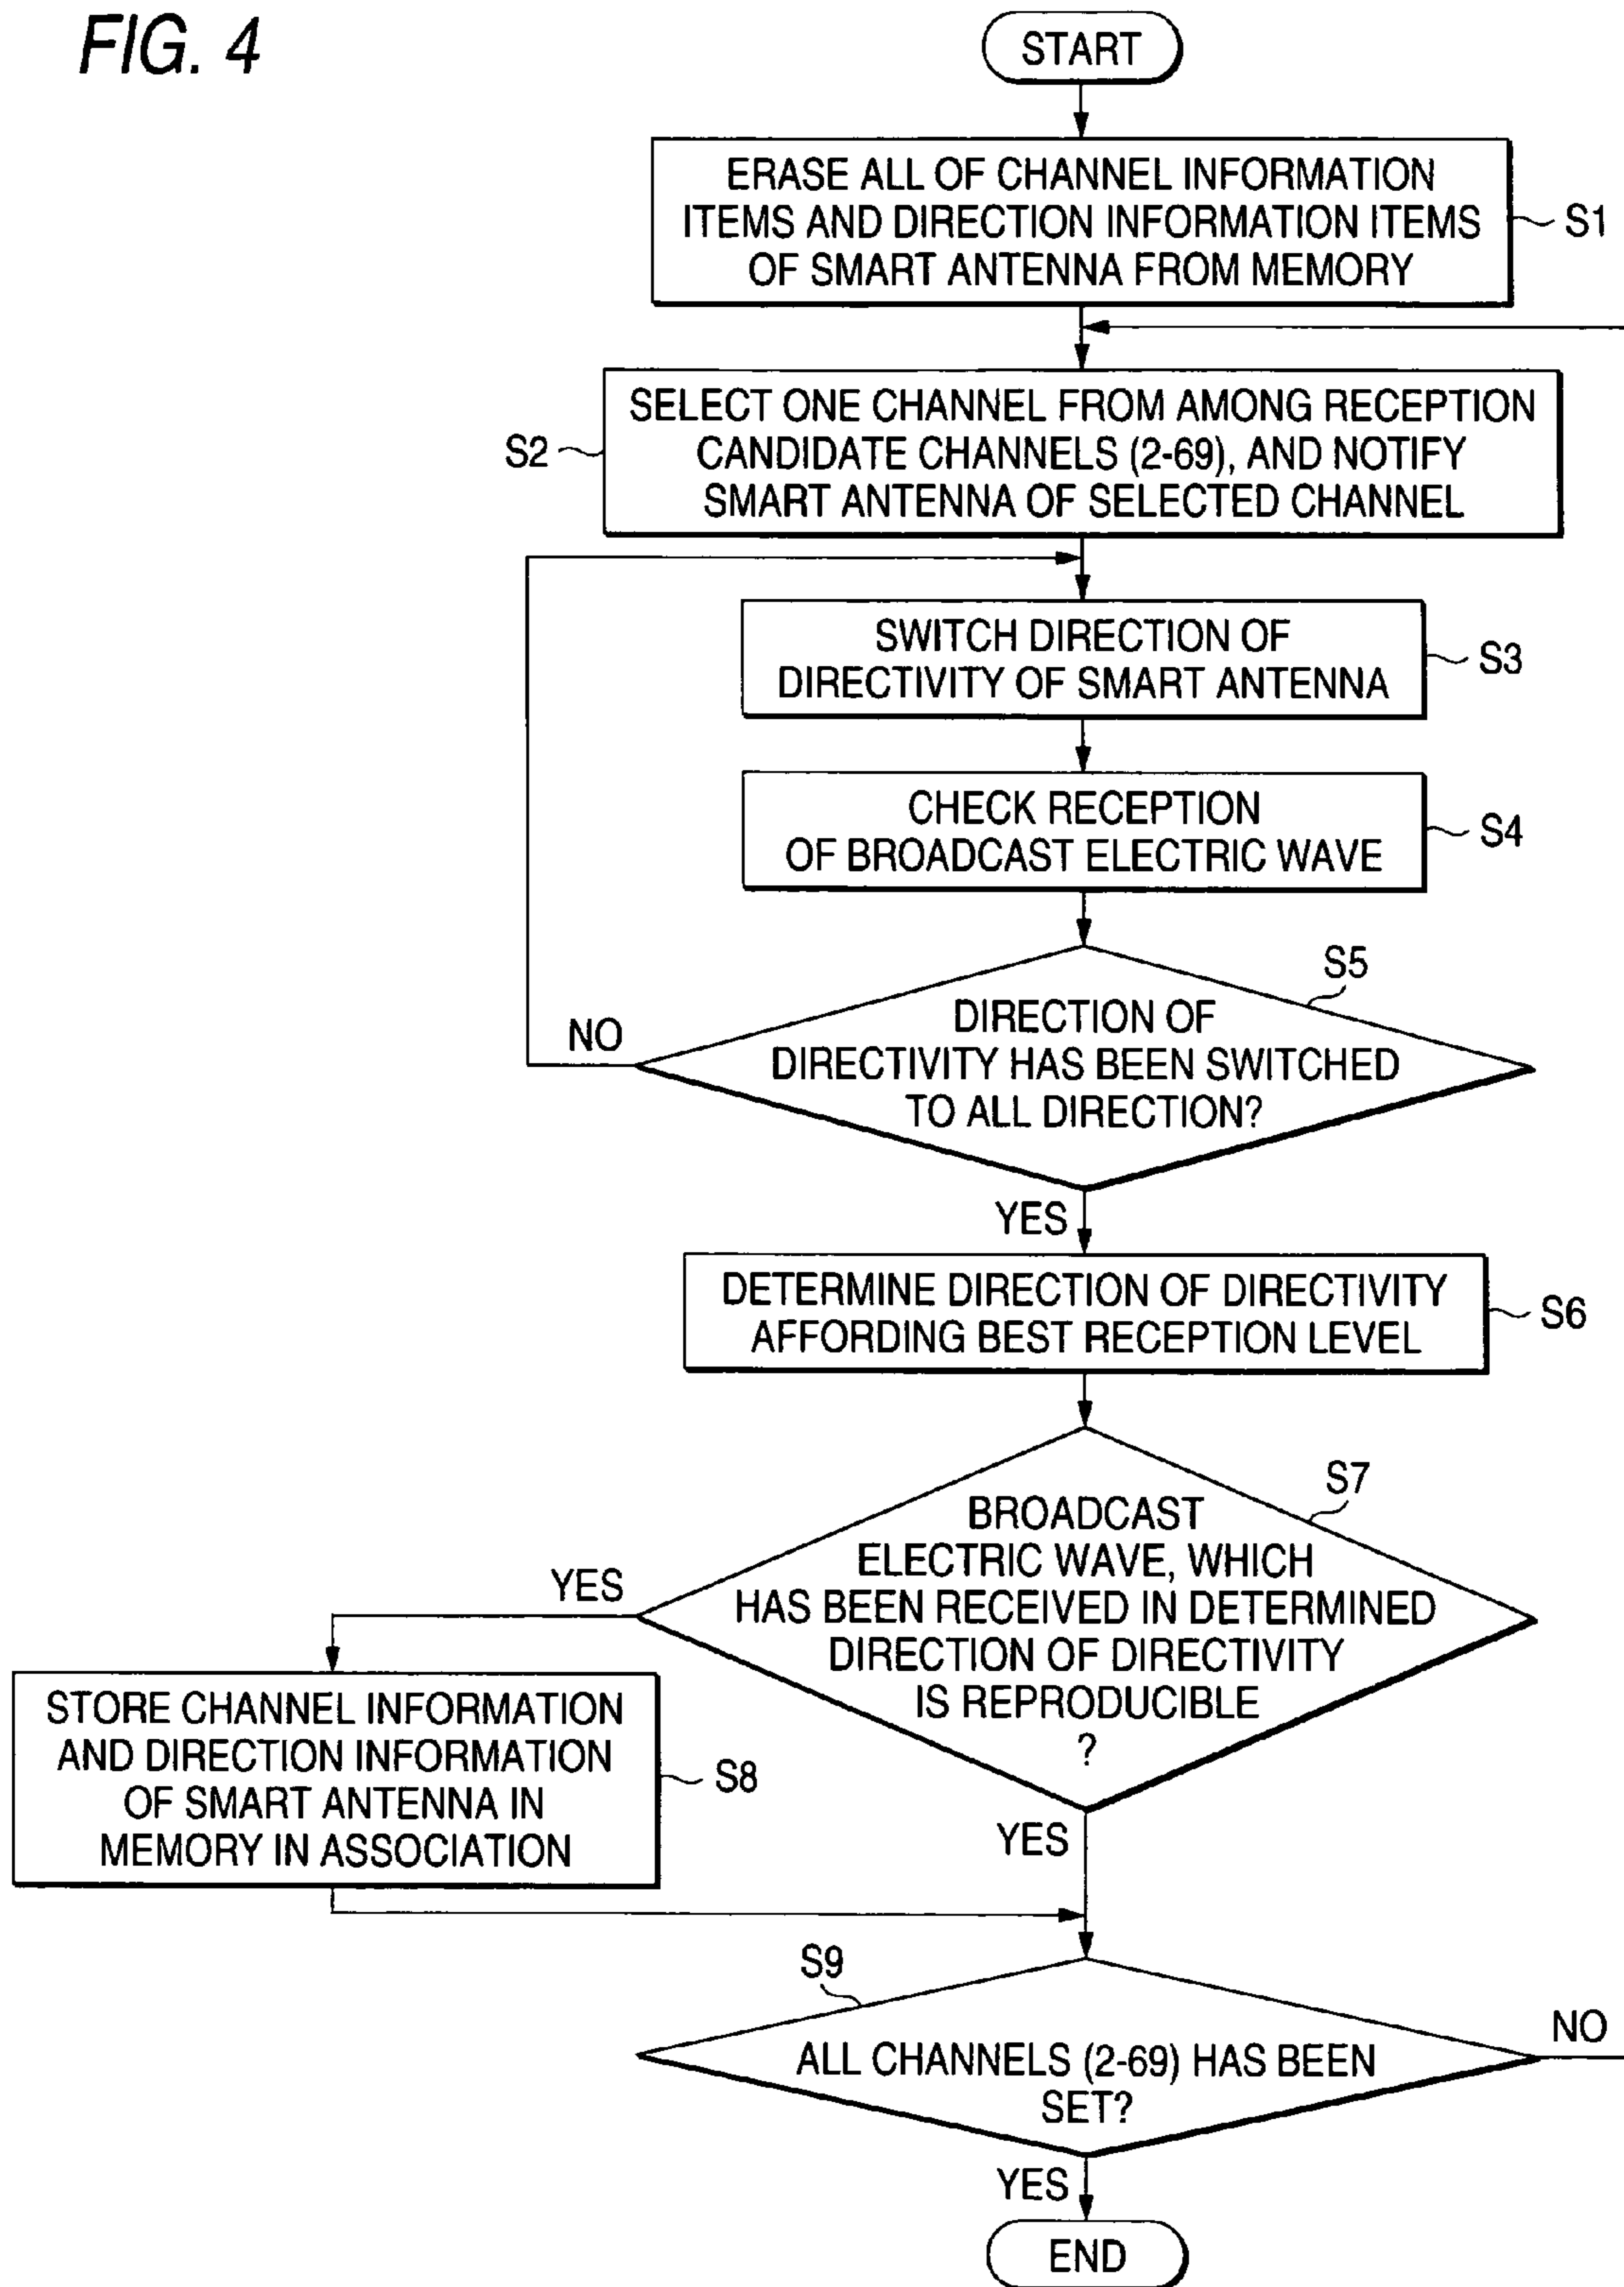 FIG. 4
START
ERASE ALL OF CHANNEL INFORMATION
ITEMS AND DIRECTION INFORMATION ITEMS
OF SMART ANTENNA FROM MEMORY
S1
SELECT ONE CHANNEL FROM AMONG RECEPTION
CANDIDATE CHANNELS (2-69), AND NOTIFY
SMART ANTENNA OF SELECTED CHANNEL
S2
SWITCH DIRECTION OF
DIRECTIVITY OF SMART ANTENNA
S3
CHECK RECEPTION
OF BROADCAST ELECTRIC WAVE
S4
S5
DIRECTION OF
DIRECTIVITY HAS BEEN SWITCHED
TO ALL DIRECTION?
NO
YES
DETERMINE DIRECTION OF DIRECTIVITY
AFFORDING BEST RECEPTION LEVEL
S6
S7
BROADCAST
ELECTRIC WAVE, WHICH
HAS BEEN RECEIVED IN DETERMINED
DIRECTION OF DIRECTIVITY
IS REPRODUCIBLE
?
YES
STORE CHANNEL INFORMATION
AND DIRECTION INFORMATION
OF SMART ANTENNA IN
MEMORY IN ASSOCIATION
S8
YES
S9
ALL CHANNELS (2-69) HAS BEEN
SET?
NO
YES
END